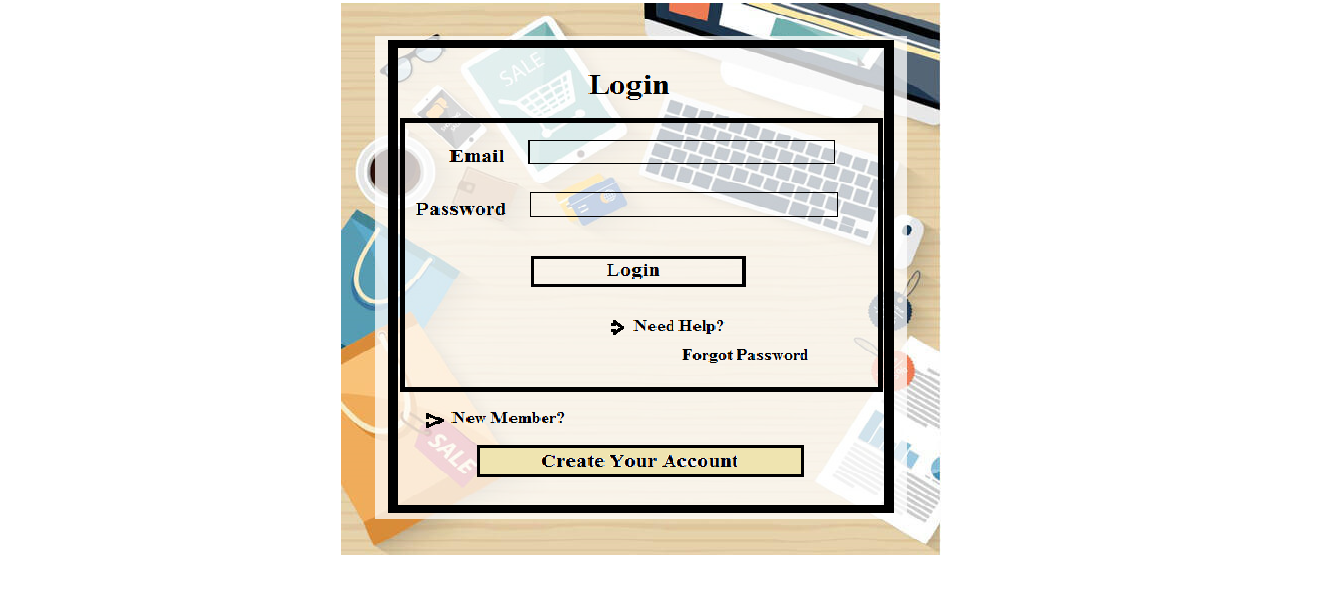 SALE
Login
Email
Password
Login
Need Help?
Forgot Password
New Member?
SALE
Create Your Account